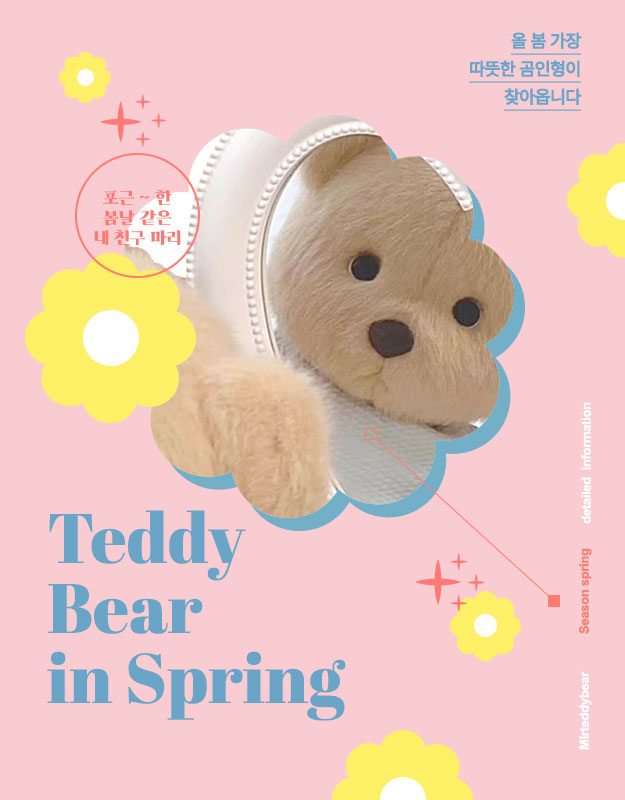 올 봄 가장
따뜻한 곰인형이
찾아옵니다
포근 ~ 한
봄날 같은
내 친구 마리
Teddy
Bear
in Spring
detailed information
Season spring
MIrteddybear